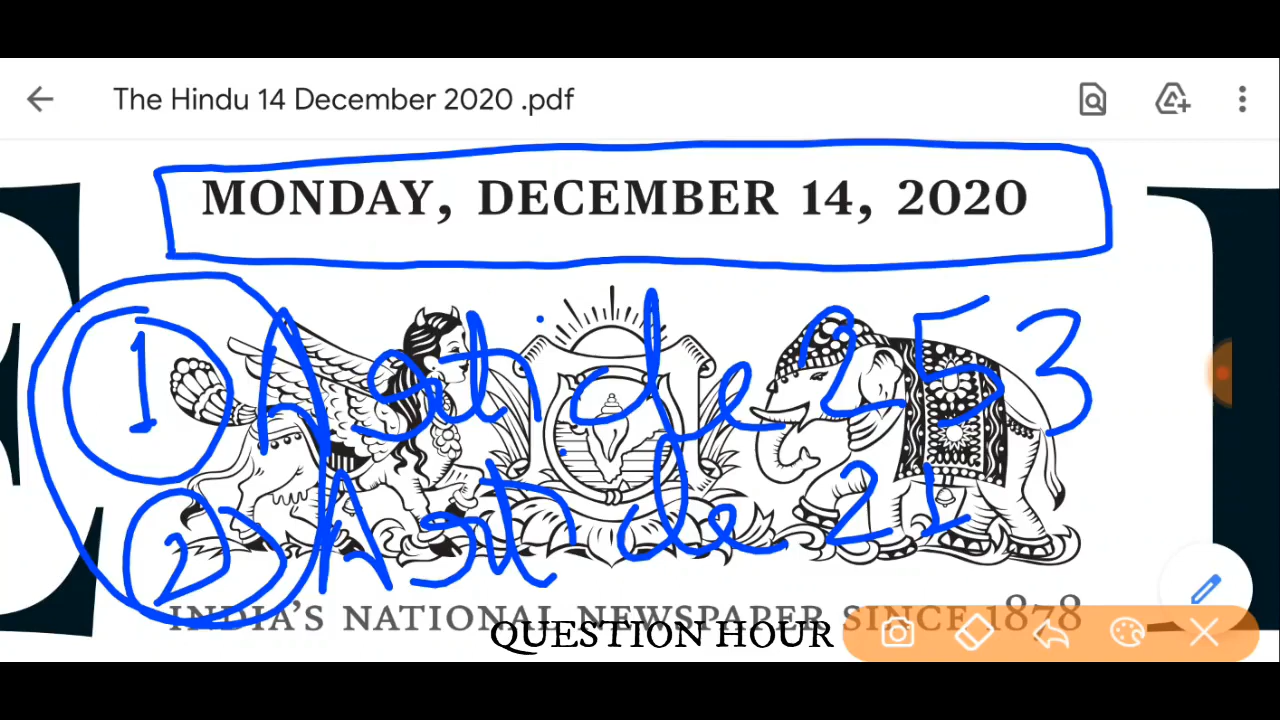 The Hindu 14 December 2020 .pdf
MONDAY, DECEMBER 14, 2020
1 Article 253
2 Article 21
INDIA'S NATIONAL NEWSPAPER SINCE 1878
QUESTION HOUR